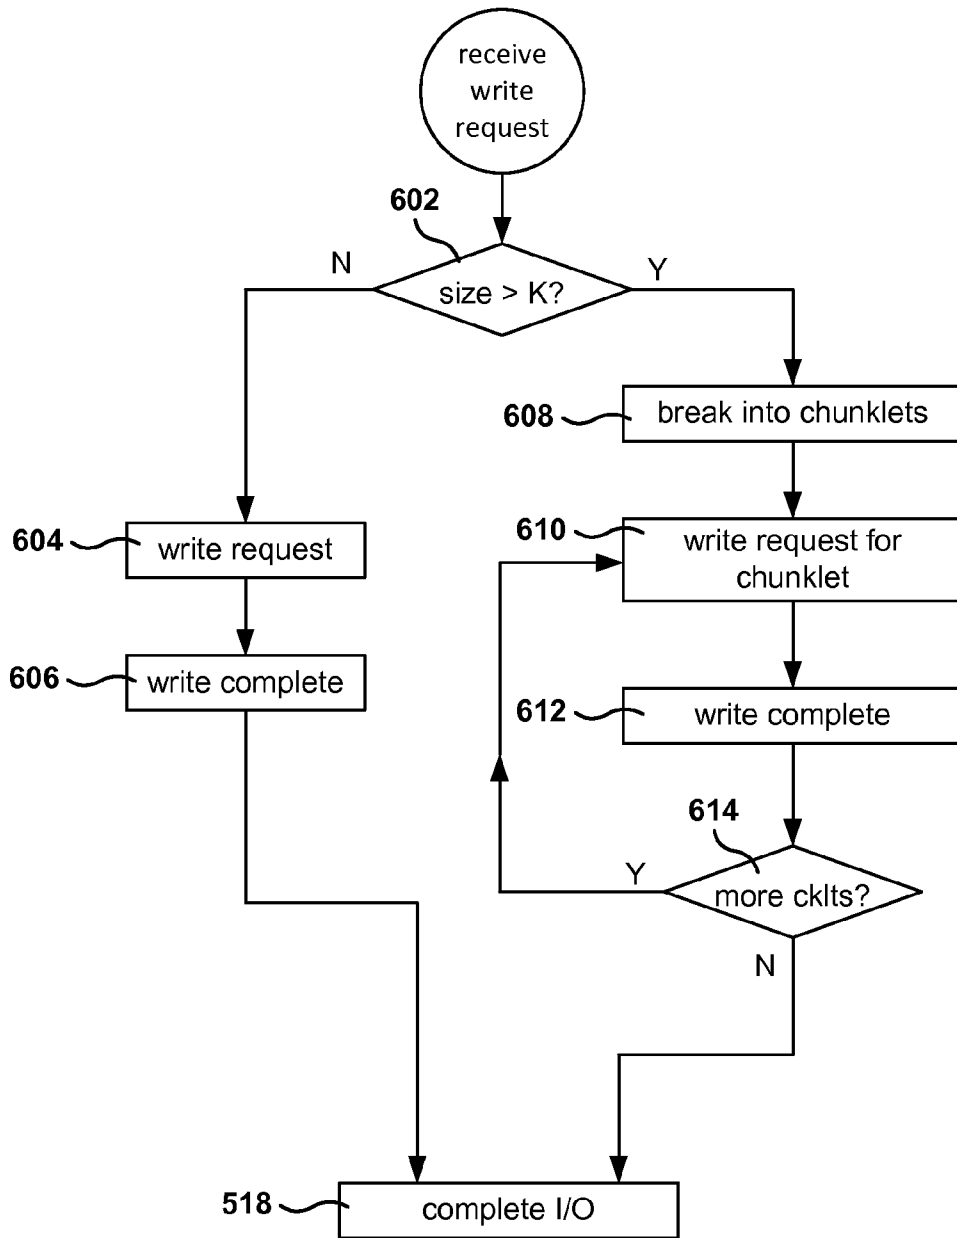 receive
write
request
602
N
Y
size > K?
608
break into chunklets
604
write request
610
write request for
chunklet
606
write complete
612
write complete
614
Y
more cklts?
N
518
complete I/O